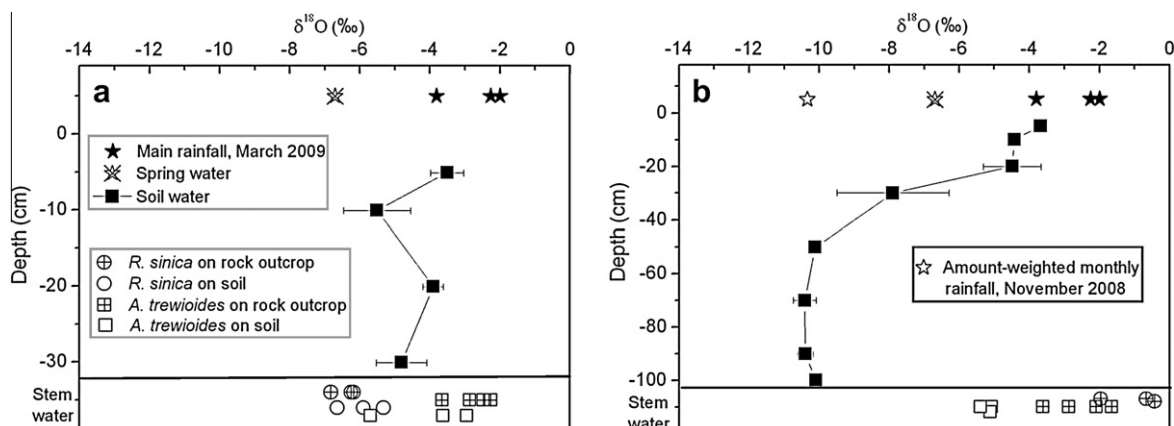 δ¹⁸O (‰)
-14 -12 -10 -8 -6 -4 -2 0
a
0
-10
-20
-30
Depth (cm)
Main rainfall, March 2009
Spring water
Soil water
R. sinica on rock outcrop
R. sinica on soil
A. trewioides on rock outcrop
A. trewioides on soil
Stem
water
δ¹⁸O (‰)
-14 -12 -10 -8 -6 -4 -2 0
b
0
-20
-40
-60
-80
-100
Depth (cm)
Amount-weighted monthly
rainfall, November 2008
Stem
water